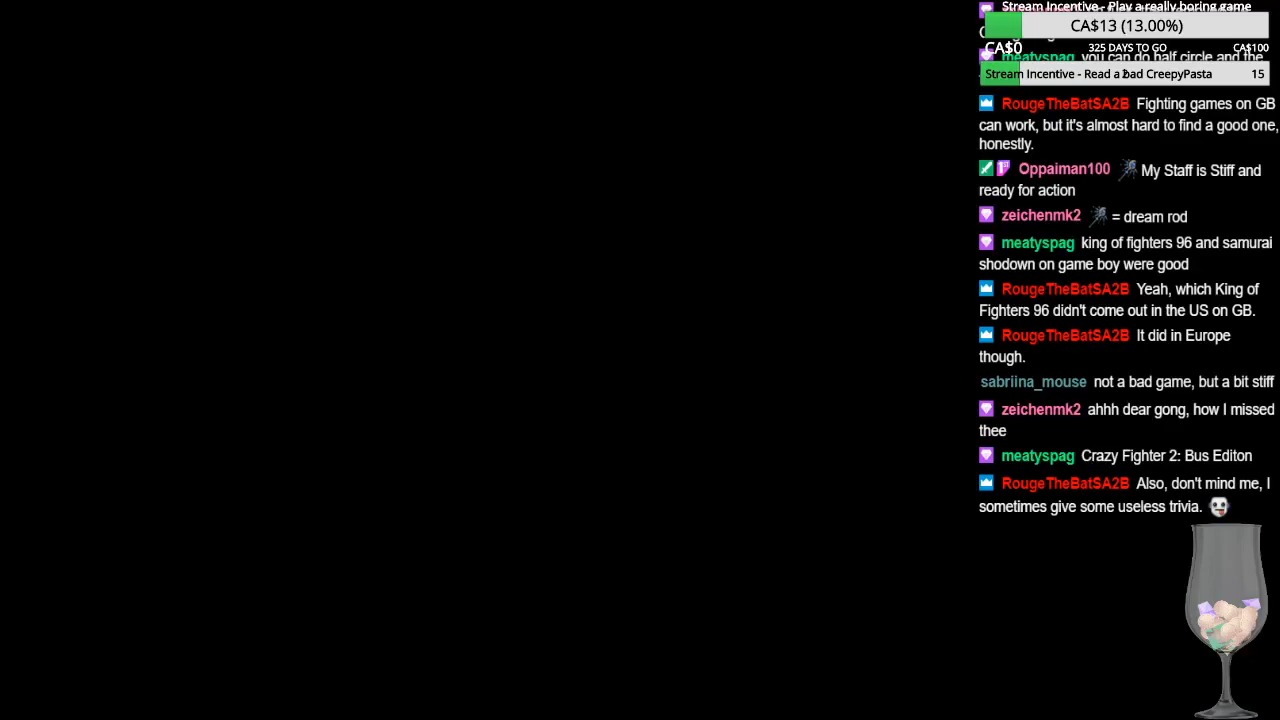 Stream Incentive - Play a really boring game
CA$13 (13.00%)
CA$0 325 DAYS TO GO CA$100
meatyspag you can do half circle and the
Stream Incentive - Read a bad CreepyPasta 2 15
RougeTheBatSA2B Fighting games on GB
can work, but it's almost hard to find a good one,
honestly.
Oppaiman100 My Staff is Stiff and
ready for action
zeichenmk2 = dream rod
meatyspag king of fighters 96 and samurai
shodown on game boy were good
RougeTheBatSA2B Yeah, which King of
Fighters 96 didn't come out in the US on GB.
RougeTheBatSA2B It did in Europe
though.
sabriina_mouse not a bad game, but a bit stiff
zeichenmk2 ahhh dear gong, how I missed
thee
meatyspag Crazy Fighter 2: Bus Editon
RougeTheBatSA2B Also, don't mind me, I
sometimes give some useless trivia.